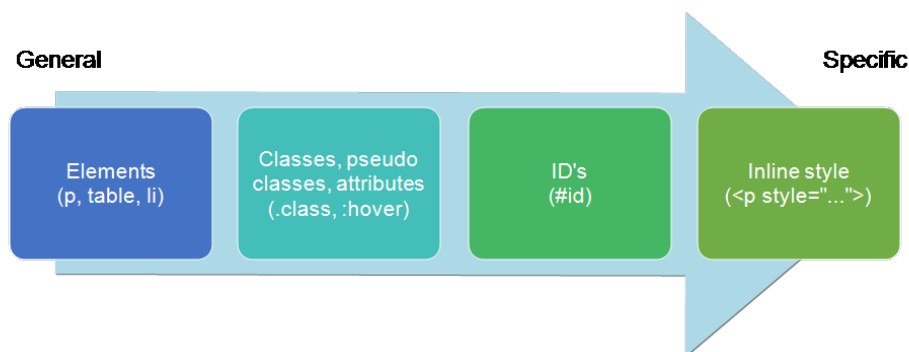 General
Specific
Elements
(p, table, li)
Classes, pseudo
classes, attributes
(.class, :hover)
ID's
(#id)
Inline style
(<p style="...">)